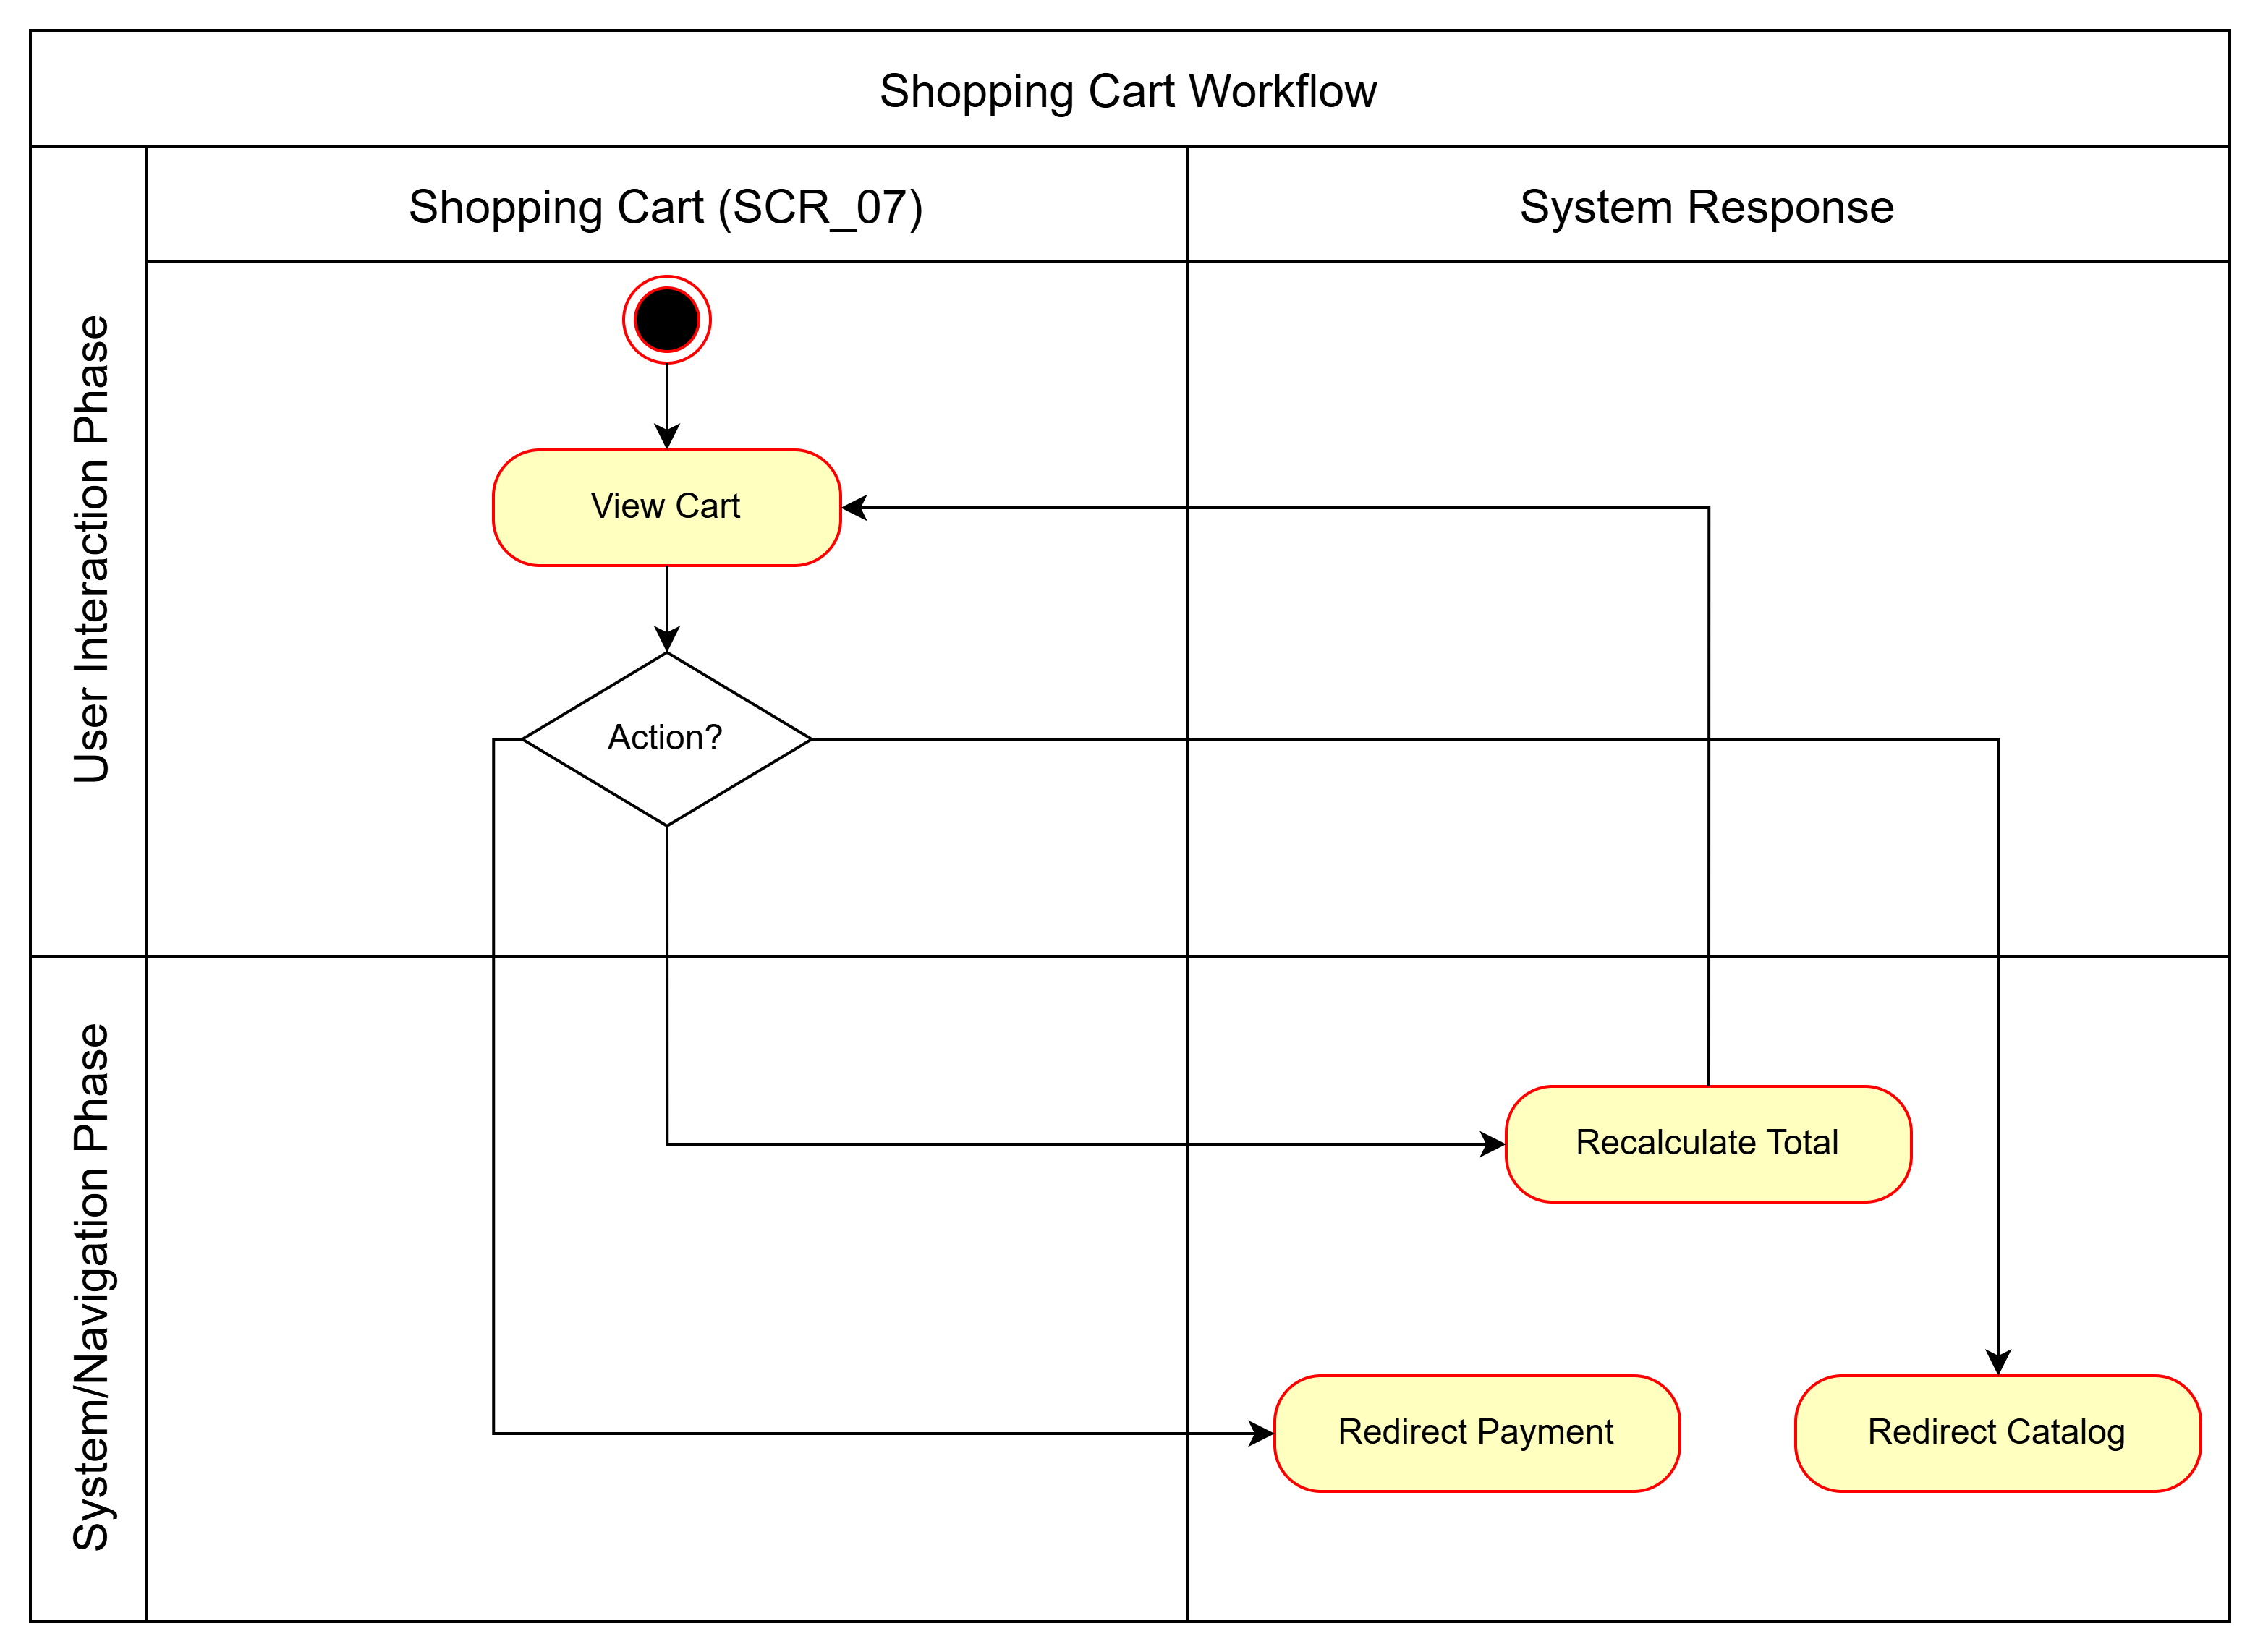 Shopping Cart Workflow
Shopping Cart (SCR_07)
System Response
User Interaction Phase
View Cart
Action?
System/Navigation Phase
Recalculate Total
Redirect Payment
Redirect Catalog